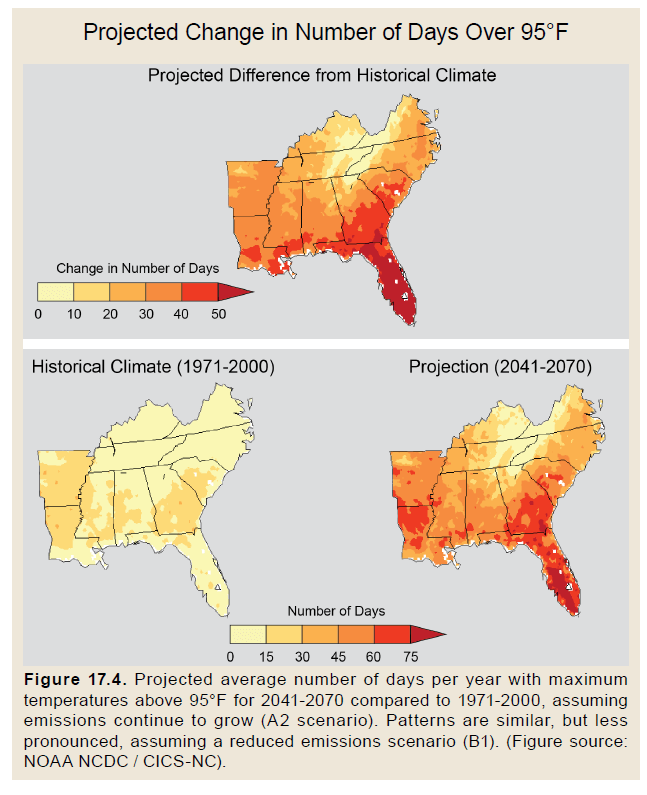 Projected Change in Number of Days Over 95°F
Projected Difference from Historical Climate
Change in Number of Days
0 10 20 30 40 50
Historical Climate (1971-2000)
Projection (2041-2070)
Number of Days
0 15 30 45 60 75
Figure 17.4. Projected average number of days per year with maximum
temperatures above 95°F for 2041-2070 compared to 1971-2000, assuming
emissions continue to grow (A2 scenario). Patterns are similar, but less
pronounced, assuming a reduced emissions scenario (B1). (Figure source:
NOAA NCDC / CICS-NC).